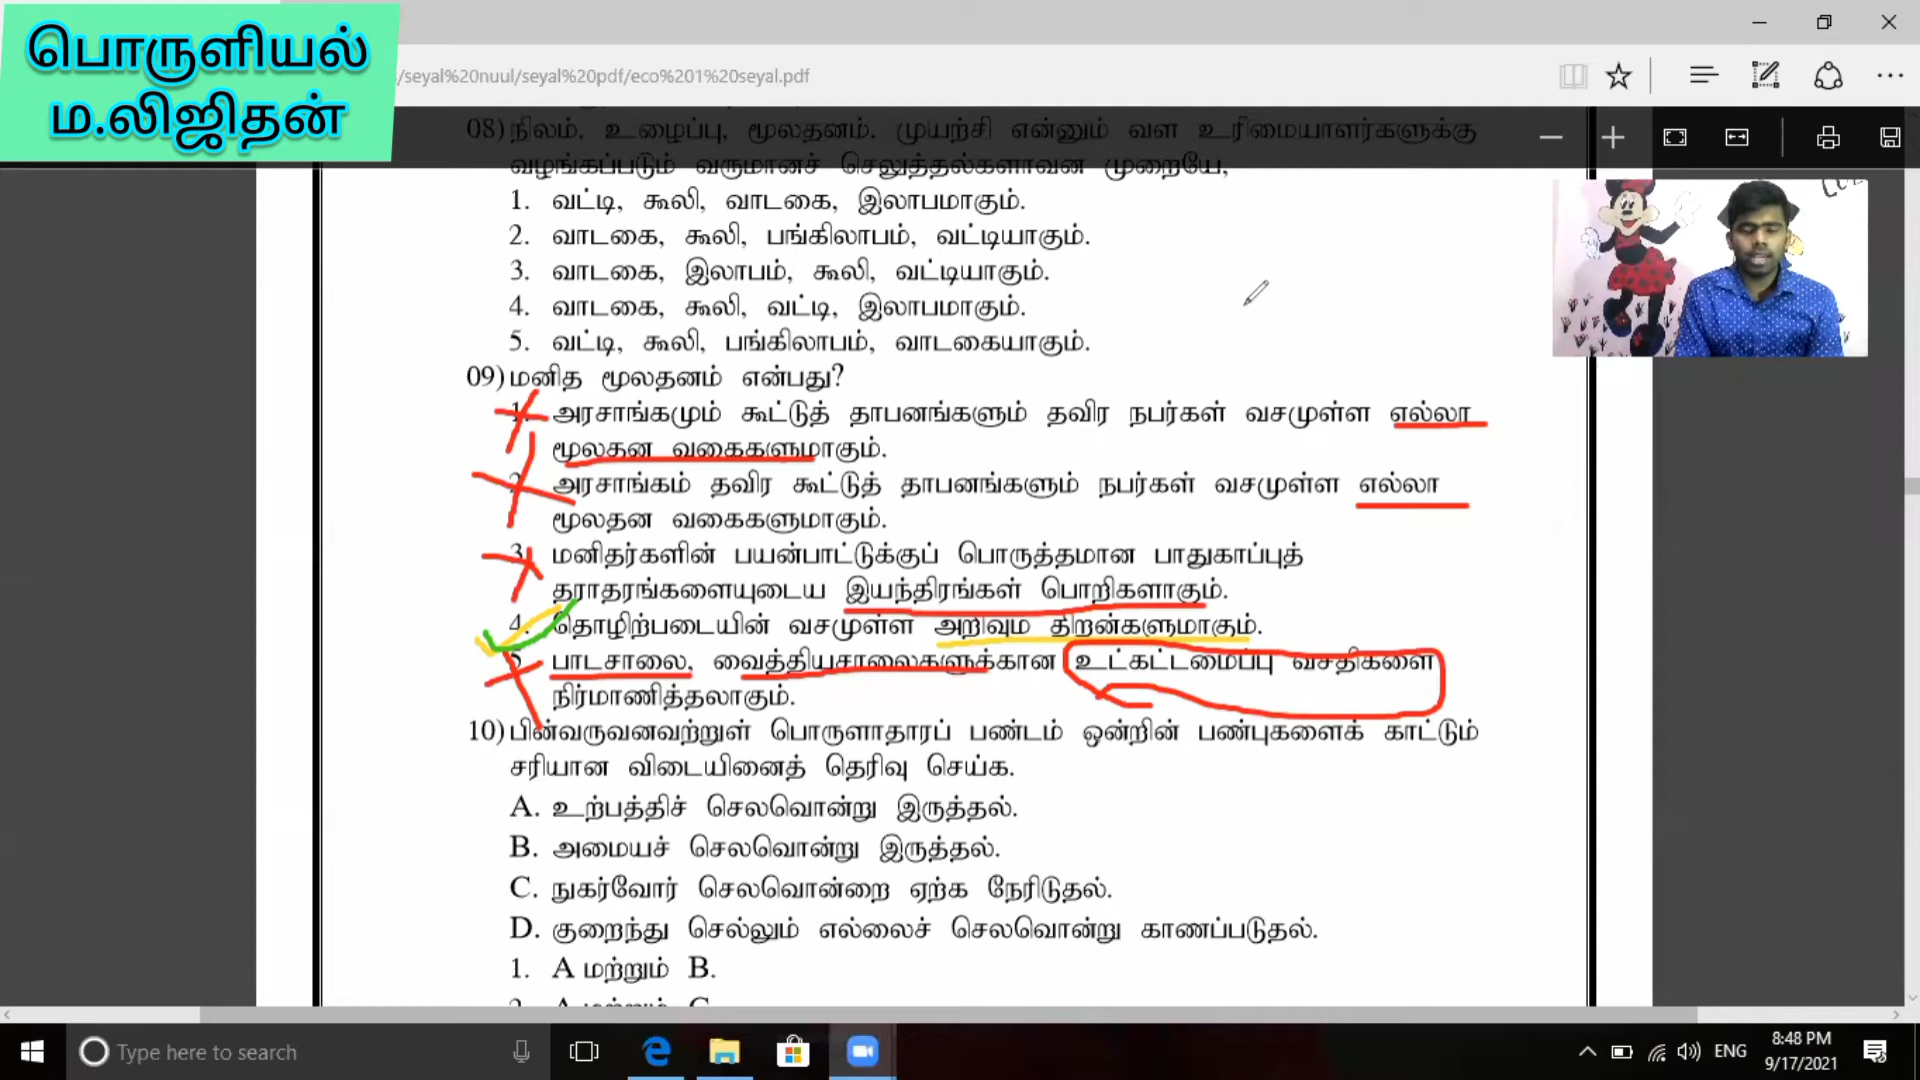 பொருளியல்
ம.லிஜிதன்
/seyal%20nuul/seyal%20pdf/eco%201%20seyal.pdf
08) நிலம், உழைப்பு, மூலதனம், முயற்சி என்னும் வள உரிமையாளர்களுக்கு
வழங்கப்படும் வருமானச் செலுத்தல்களாவன முறையே,
1. வட்டி, கூலி, வாடகை, இலாபமாகும்.
2. வாடகை, கூலி, பங்கிலாபம், வட்டியாகும்.
3. வாடகை, இலாபம், கூலி, வட்டியாகும்.
4. வாடகை, கூலி, வட்டி, இலாபமாகும்.
5. வட்டி, கூலி, பங்கிலாபம், வாடகையாகும்.
09) மனித மூலதனம் என்பது?
1. அரசாங்கமும் கூட்டுத் தாபனங்களும் தவிர நபர்கள் வசமுள்ள எல்லா
மூலதன வகைகளுமாகும்.
2. அரசாங்கம் தவிர கூட்டுத் தாபனங்களும் நபர்கள் வசமுள்ள எல்லா
மூலதன வகைகளுமாகும்.
3. மனிதர்களின் பயன்பாட்டுக்குப் பொருத்தமான பாதுகாப்புத்
தராதரங்களையுடைய இயந்திரங்கள் பொறிகளாகும்.
4. தொழிற்படையின் வசமுள்ள அறிவும் திறன்களுமாகும்.
5. பாடசாலை, வைத்தியசாலைகளுக்கான உட்கட்டமைப்பு வசதிகளை
நிர்மாணித்தலாகும்.
10) பின்வருவனவற்றுள் பொருளாதாரப் பண்டம் ஒன்றின் பண்புகளைக் காட்டும்
சரியான விடையினைத் தெரிவு செய்க.
A. உற்பத்திச் செலவொன்று இருத்தல்.
B. அமையச் செலவொன்று இருத்தல்.
C. நுகர்வோர் செலவொன்றை ஏற்க நேரிடுதல்.
D. குறைந்து செல்லும் எல்லைச் செலவொன்று காணப்படுதல்.
1. A மற்றும் B.
2. A மற்றும் C
Type here to search
ENG
8:48 PM
9/17/2021